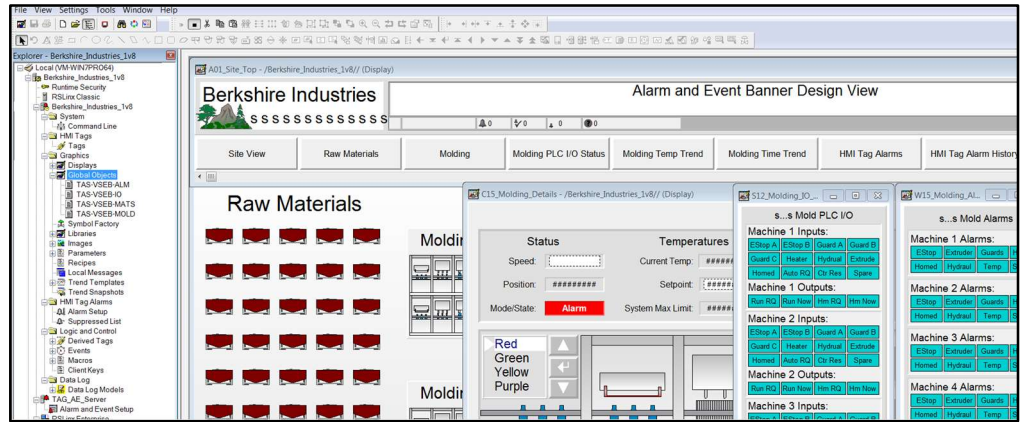 File View Settings Tools Window Help
Explorer - Berkshire_Industries_1v8
Local (VM-WIN7PRO64)
Berkshire_Industries_1v8
Runtime Security
RSLinx Classic
Berkshire_Industries_1v8
System
Command Line
HMI Tags
Tags
Graphics
Displays
Global Objects
TAS-VSEB-ALM
TAS-VSEB-IO
TAS-VSEB-MATS
TAS-VSEB-MOLD
Symbol Factory
Libraries
Images
Parameters
Recipes
Local Messages
Trend Templates
Trend Snapshots
HMI Tag Alarms
Alarm Setup
Suppressed List
Logic and Control
Derived Tags
Events
Macros
Client Keys
Data Log
Data Log Models
TAG_AE_Server
Alarm and Event Setup
RSLinx Enterprise
A01_Site_Top - /Berkshire_Industries_1v8// (Display)
Berkshire Industries
S S S S S S S S S S S S S
Alarm and Event Banner Design View
0 0 0 0
Site View Raw Materials Molding Molding PLC I/O Status Molding Temp Trend Molding Time Trend HMI Tag Alarms HMI Tag Alarm History
Raw Materials
Moldin
Moldin
C15_Molding_Details - /Berkshire_Industries_1v8// (Display)
Status Temperatures
Speed: Current Temp: #####
Position: ######### Setpoint: #####
Mode/State: Alarm System Max Limit: #####
Red
Green
Yellow
Purple
S12_Molding_IO_...
s...s Mold PLC I/O
Machine 1 Inputs:
EStop A EStop B Guard A Guard B
Guard C Heater Hydrual Extrude
Homed Auto RQ Ctr Res Spare
Machine 1 Outputs:
Run RQ Run Now Hm RQ Hm Now
Machine 2 Inputs:
EStop A EStop B Guard A Guard B
Guard C Heater Hydrual Extrude
Homed Auto RQ Ctr Res Spare
Machine 2 Outputs:
Run RQ Run Now Hm RQ Hm Now
Machine 3 Inputs:
EStop A EStop B Guard A Guard B
W15_Molding_AL...
s...s Mold Alarms
Machine 1 Alarms:
EStop Extruder Guards H
Homed Hydraul Temp S
Machine 2 Alarms:
EStop Extruder Guards H
Homed Hydraul Temp S
Machine 3 Alarms:
EStop Extruder Guards H
Homed Hydraul Temp S
Machine 4 Alarms:
EStop Extruder Guards H
Homed Hydraul Temp S